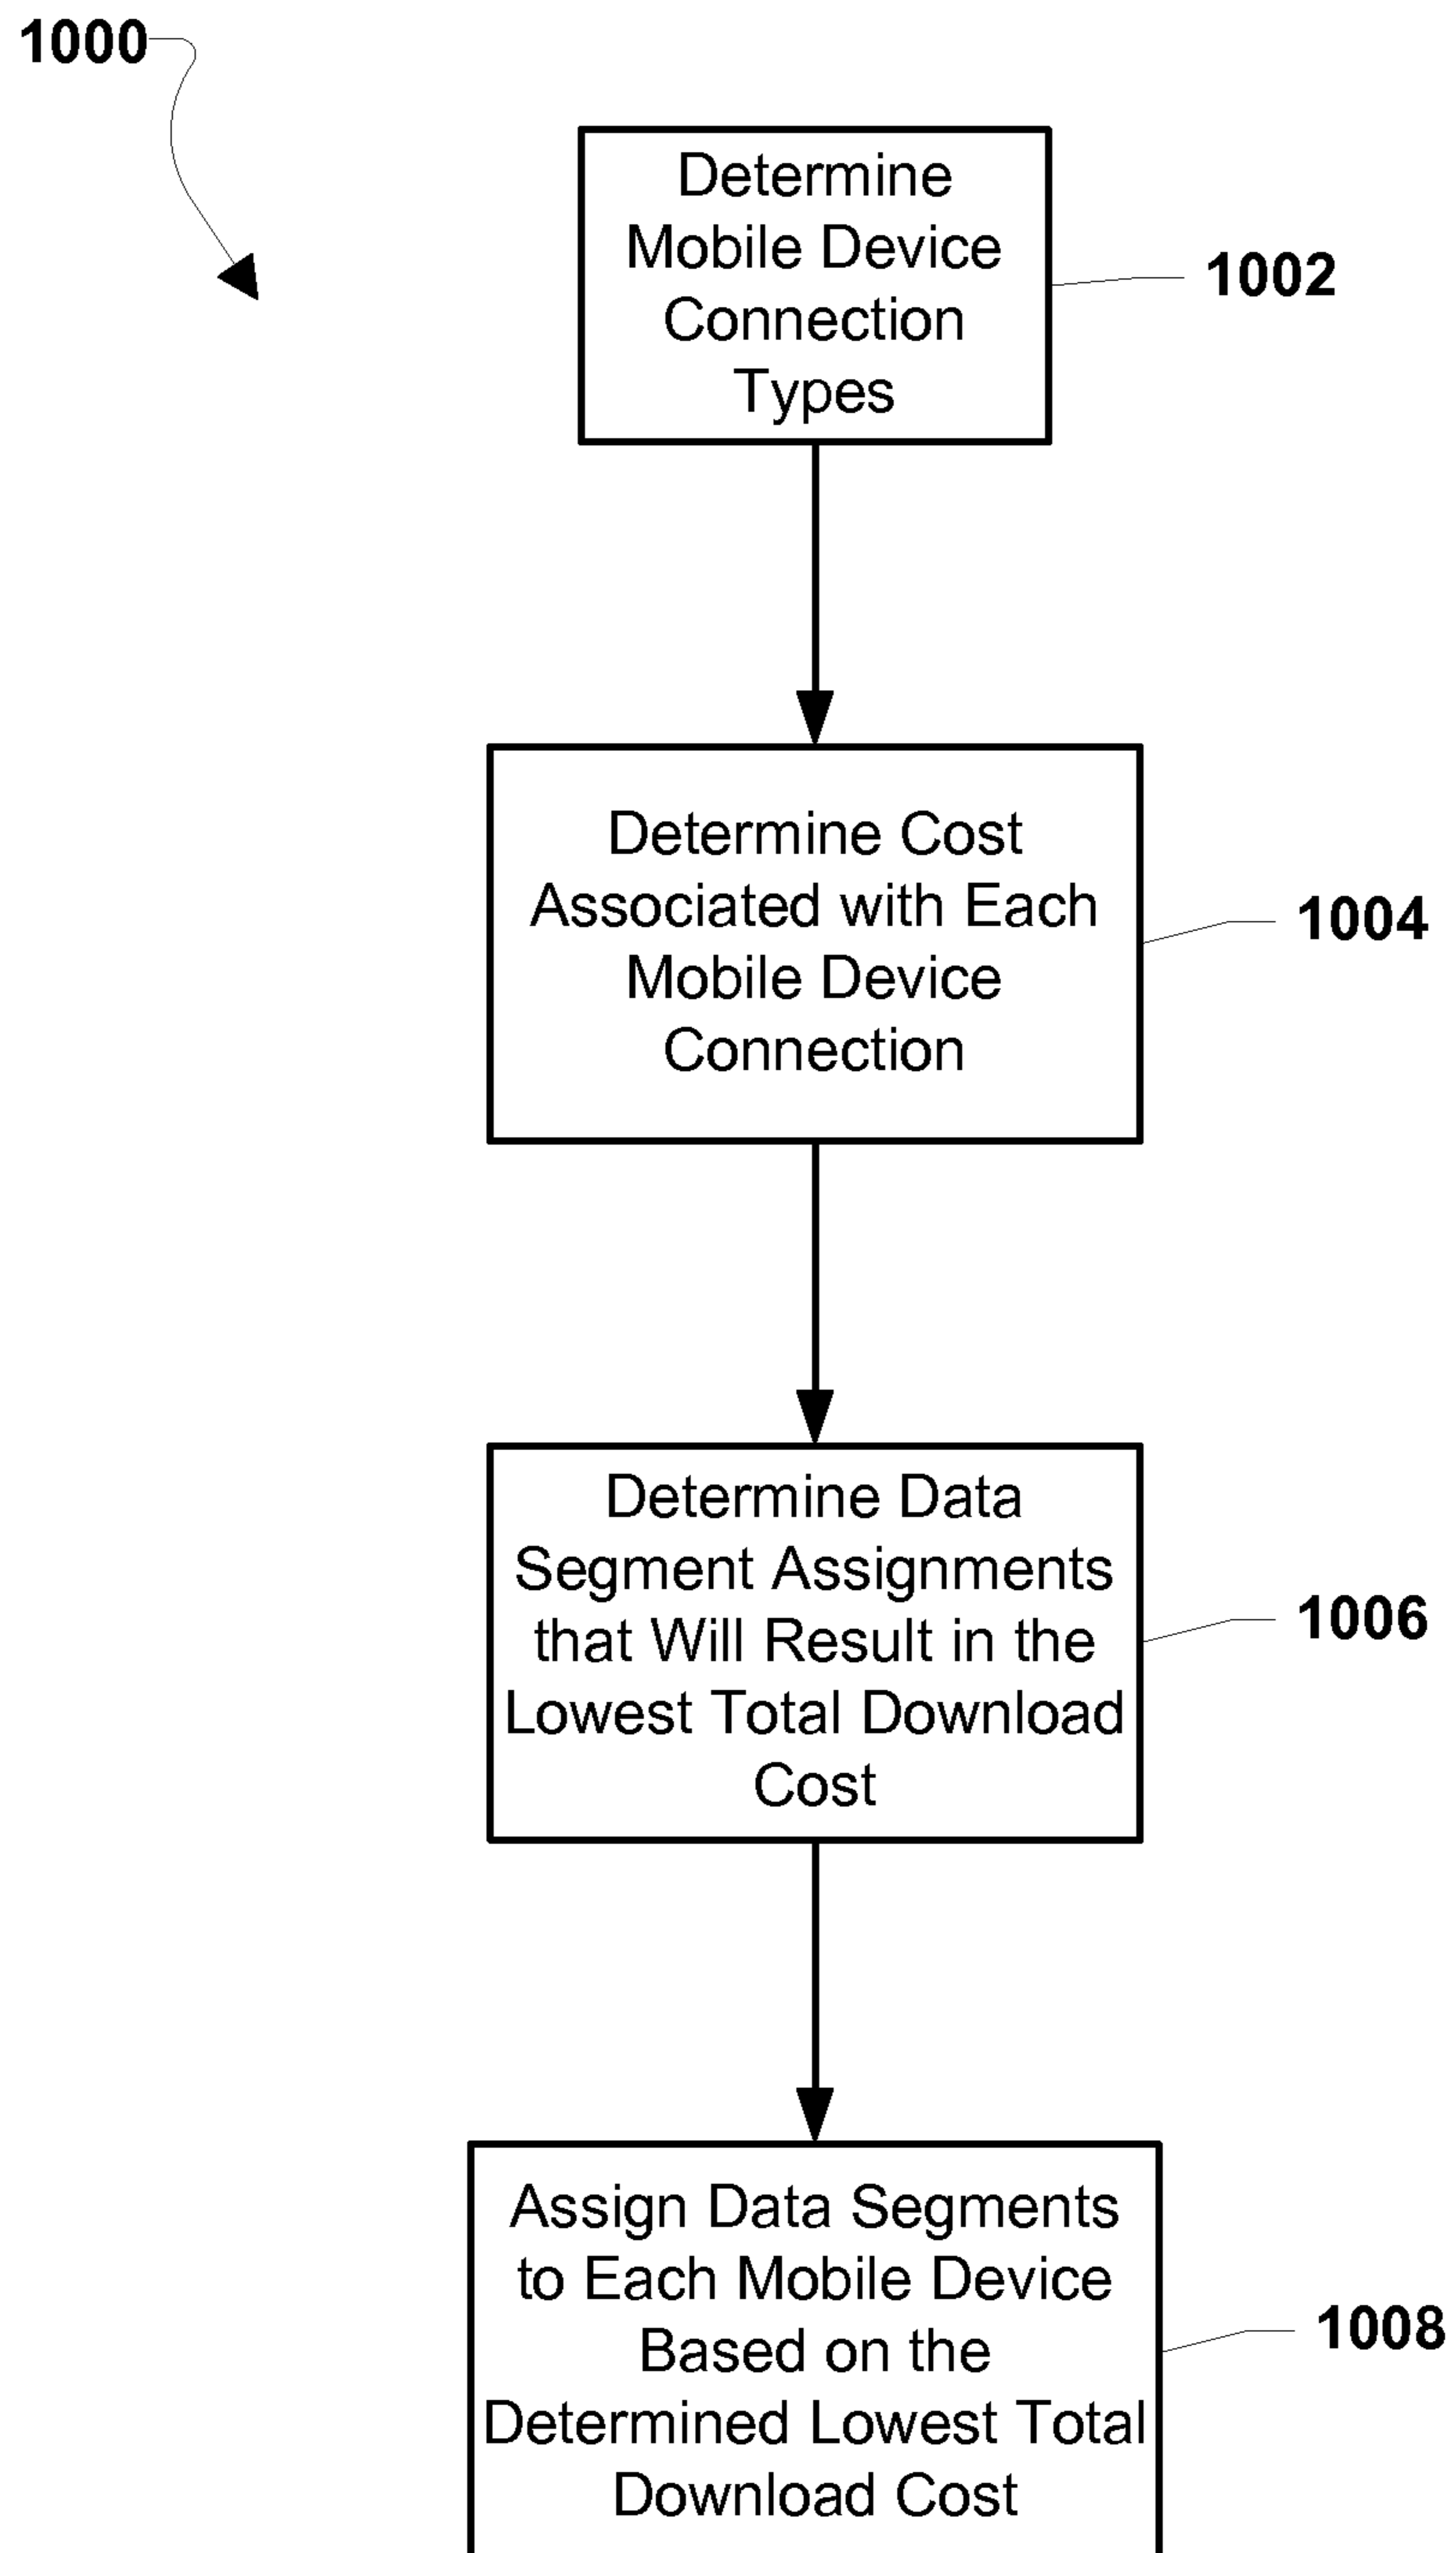 1000
Determine
Mobile Device
Connection
Types
1002
Determine Cost
Associated with Each
Mobile Device
Connection
1004
Determine Data
Segment Assignments
that Will Result in the
Lowest Total Download
Cost
1006
Assign Data Segments
to Each Mobile Device
Based on the
Determined Lowest Total
Download Cost
1008